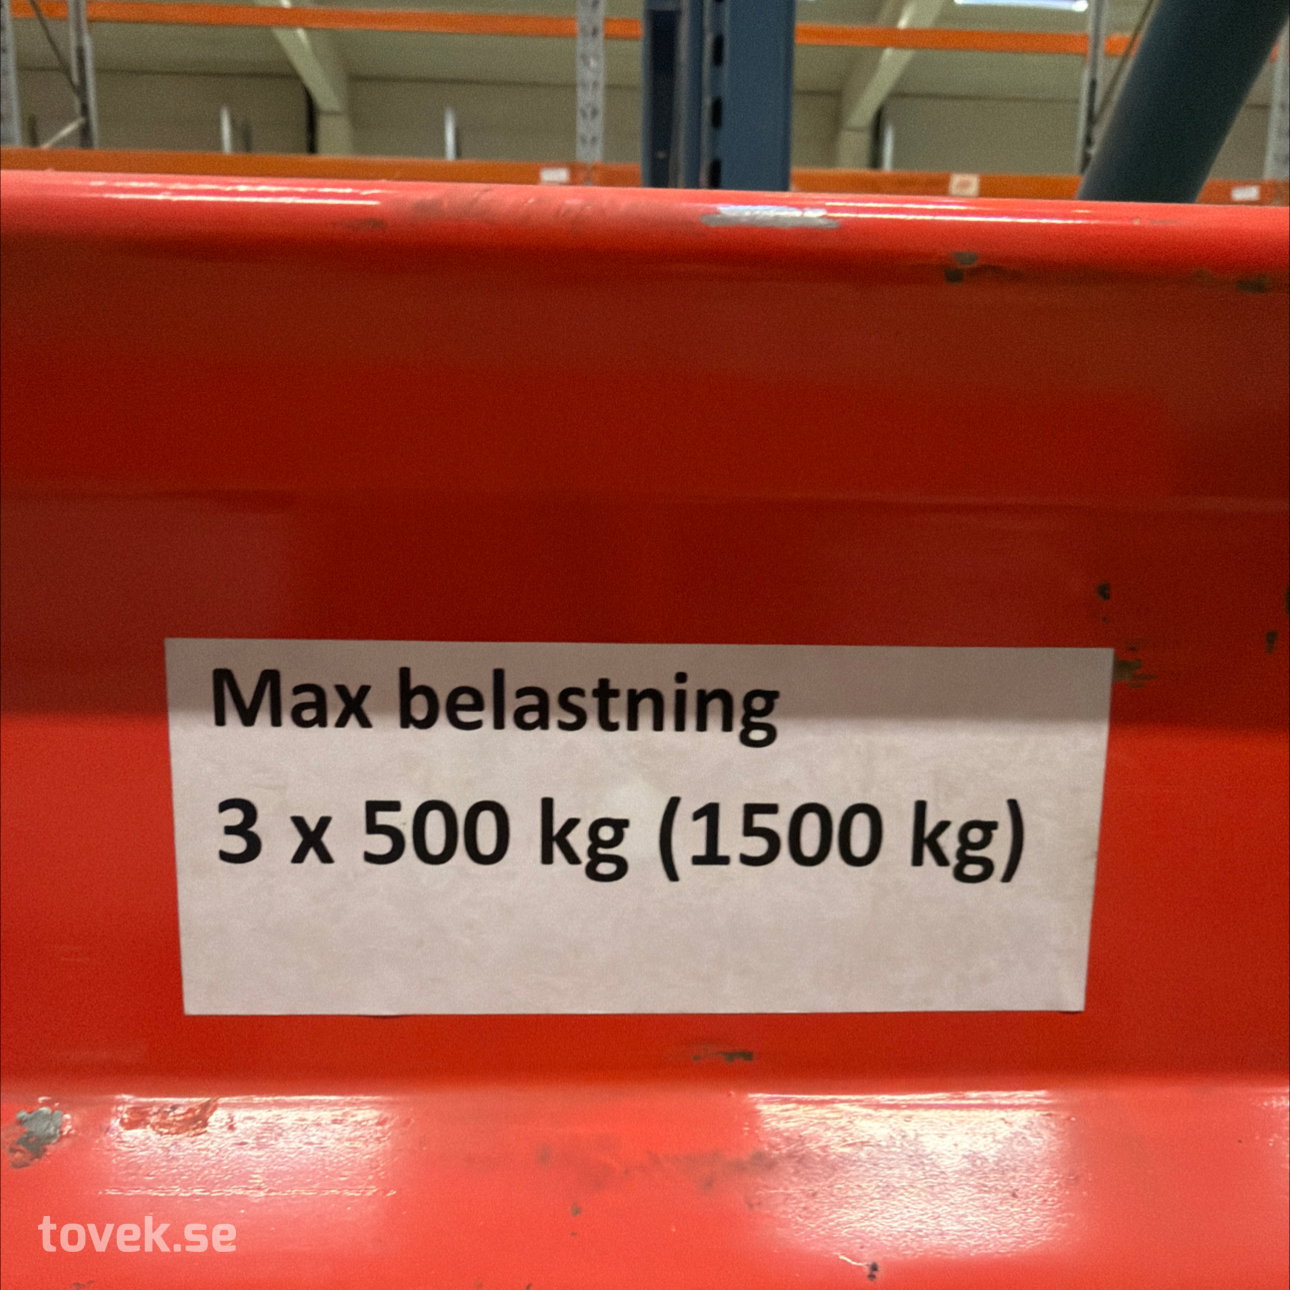 Max belastning
3 x 500 kg (1500 kg)
tovek.se